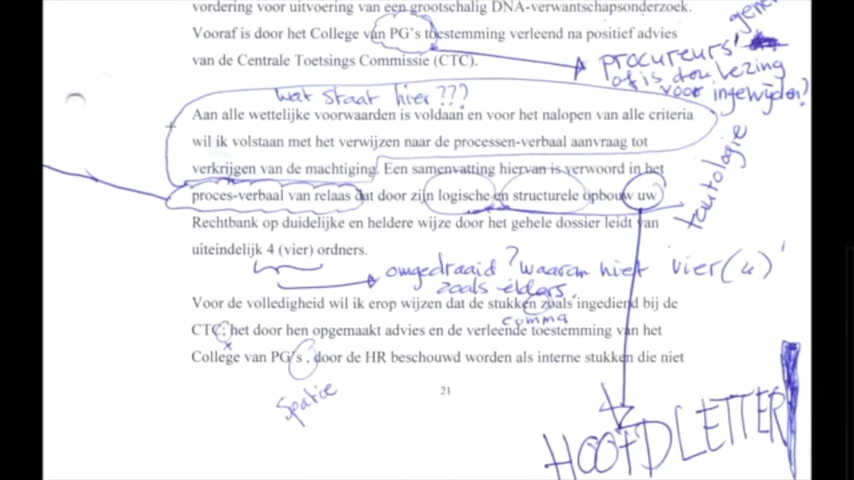 vordering voor uitvoering van een grootschalig DNA-verwantschapsonderzoek.
Vooraf is door het College van PG's toestemming verleend na positief advies
van de Centrale Toetsings Commissie (CTC).
procureurs'
of is deze lezing
voor ingewijden?
wat staat hier???
Aan alle wettelijke voorwaarden is voldaan en voor het nalopen van alle criteria
wil ik volstaan met het verwijzen naar de processen-verbaal aanvraag tot
verkrijgen van de machtiging. Een samenvatting hiervan is verwoord in het
proces-verbaal van relaas dat door zijn logische en structurele opbouw uw
tautologie
Rechtbank op duidelijke en heldere wijze door het gehele dossier leidt van
uiteindelijk 4 (vier) ordners.
omgedraaid? waarom niet 'vier (4)'
zoals elders
Voor de volledigheid wil ik erop wijzen dat de stukken zoals ingediend bij de
comma
CTC; het door hen opgemaakt advies en de verleende toestemming van het
College van PG's , door de HR beschouwd worden als interne stukken die niet
spatie
21
HOOFDLETTER